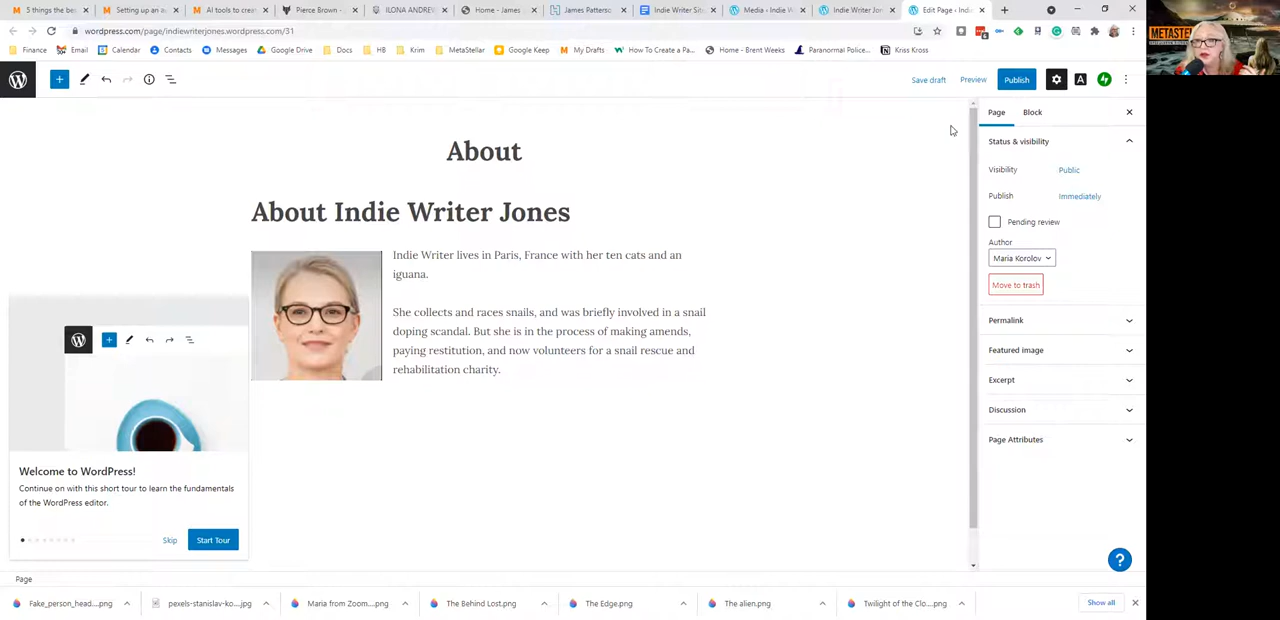 5 things the be
Setting up an a
AI tools to creat
Pierce Brown -
ILONA ANDREW
Home - James
James Patterso
Indie Writer Sit
Media ‹ Indie W
Indie Writer Jon
Edit Page ‹ Indi
wordpress.com/page/indiewriterjones.wordpress.com/31
Finance
Email
Calendar
Contacts
Messages
Google Drive
Docs
HB
Krim
MetaStellar
Google Keep
My Drafts
How To Create a Pa...
Home - Brent Weeks
Paranormal Police...
Kriss Kross
METASTE
Save draft
Preview
Publish
Page
Block
About
Status & visibility
Visibility
Public
Publish
Immediately
Pending review
Author
Maria Korolov
Move to trash
Permalink
Featured image
Excerpt
Discussion
Page Attributes
About Indie Writer Jones
Indie Writer lives in Paris, France with her ten cats and an
iguana.
She collects and races snails, and was briefly involved in a snail
doping scandal. But she is in the process of making amends,
paying restitution, and now volunteers for a snail rescue and
rehabilitation charity.
Welcome to WordPress!
Continue on with this short tour to learn the fundamentals
of the WordPress editor.
Skip
Start Tour
Page
Fake_person_head....png
pexels-stanislav-ko....jpg
Maria from Zoom....png
The Behind Lost.png
The Edge.png
The alien.png
Twilight of the Clo....png
Show all